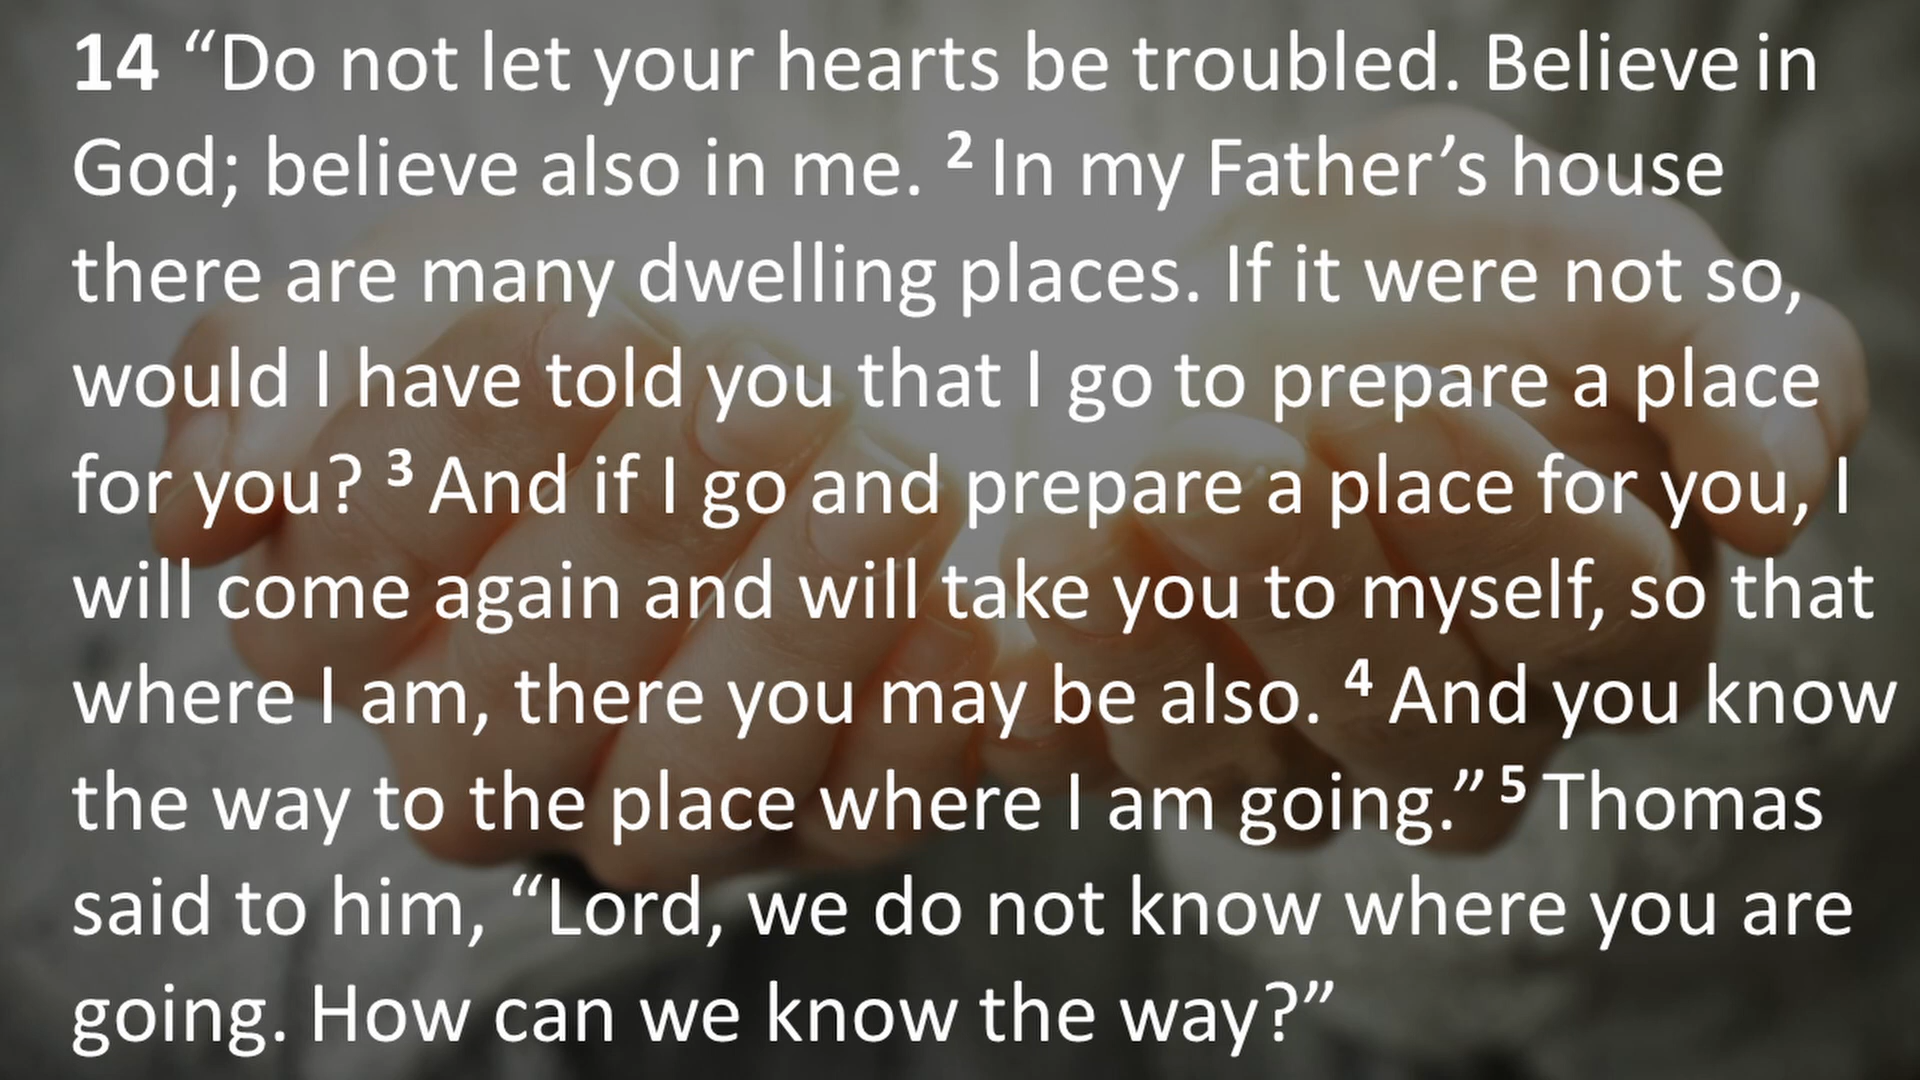 14 “Do not let your hearts be troubled. Believe in
God; believe also in me. 2 In my Father’s house
there are many dwelling places. If it were not so,
would I have told you that I go to prepare a place
for you? 3 And if I go and prepare a place for you, I
will come again and will take you to myself, so that
where I am, there you may be also. 4 And you know
the way to the place where I am going.” 5 Thomas
said to him, “Lord, we do not know where you are
going. How can we know the way?”